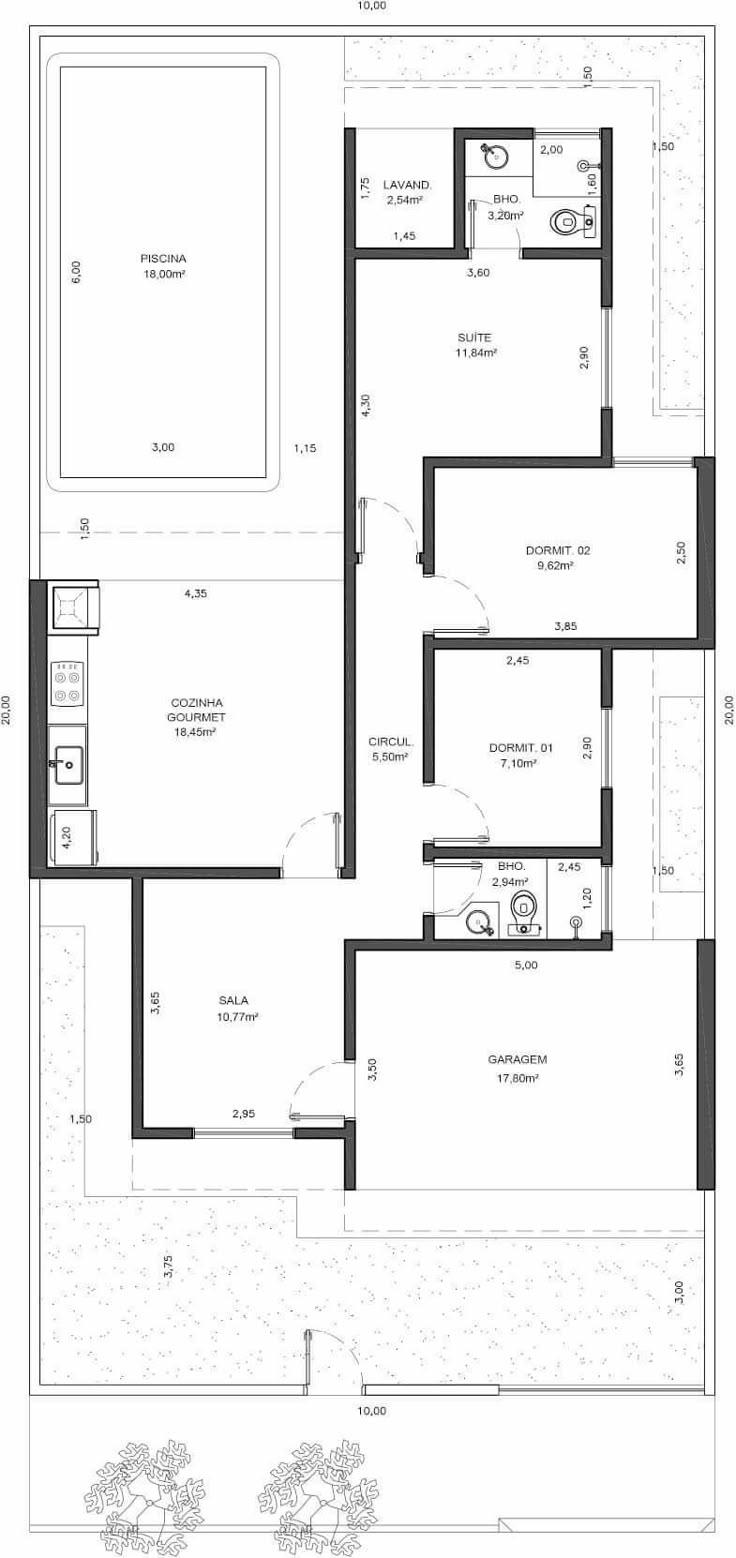 10,00
1,50
1,50
LAVAND.
2,54m²
1,75
1,45
2,00
1,60
BHO.
3,20m²
PISCINA
18,00m²
6,00
3,00
1,15
3,60
SUÍTE
11,84m²
2,90
4,30
1,50
DORMIT. 02
9,62m²
2,50
3,85
4,35
COZINHA
GOURMET
18,45m²
4,20
20,00
20,00
CIRCUL.
5,50m²
2,45
DORMIT. 01
7,10m²
2,90
BHO.
2,94m²
2,45
1,20
1,50
SALA
10,77m²
3,65
2,95
5,00
3,50
GARAGEM
17,80m²
3,65
1,50
3,75
3,00
10,00